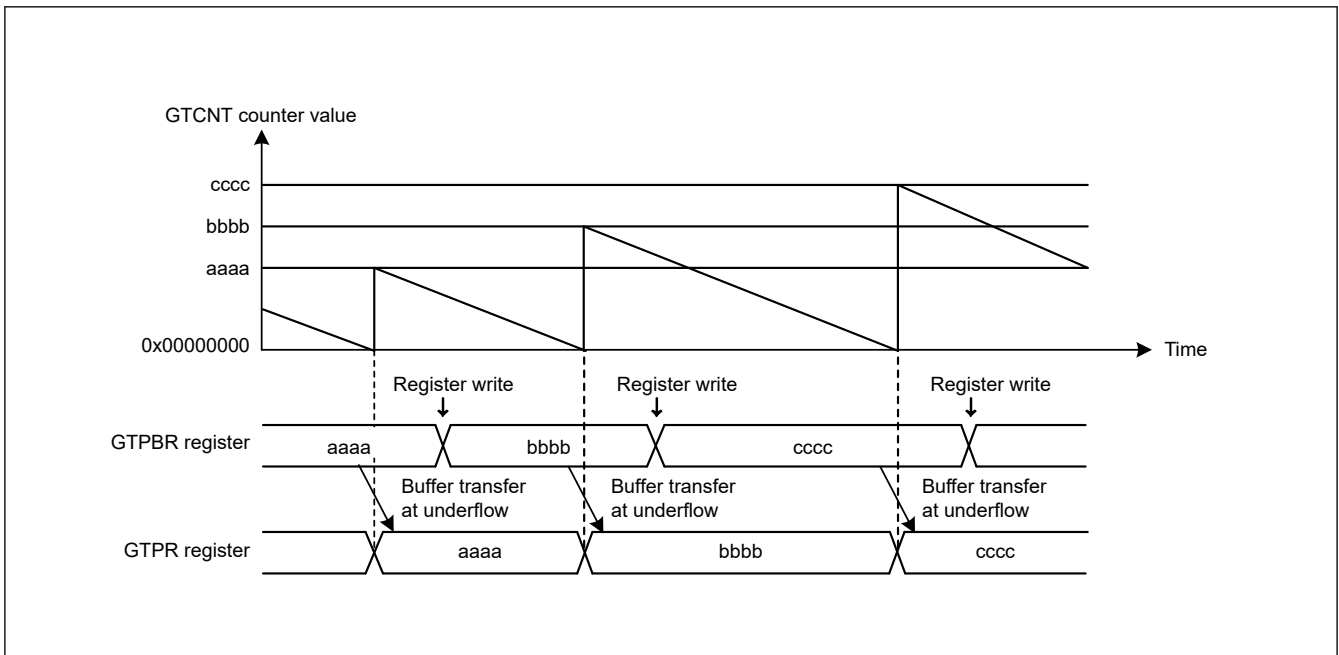 GTCNT counter value
cccc
bbbb
aaaa
0x00000000
Time
Register write
Register write
Register write
GTPBR register
aaaa
bbbb
cccc
Buffer transfer
at underflow
Buffer transfer
at underflow
Buffer transfer
at underflow
GTPR register
aaaa
bbbb
cccc